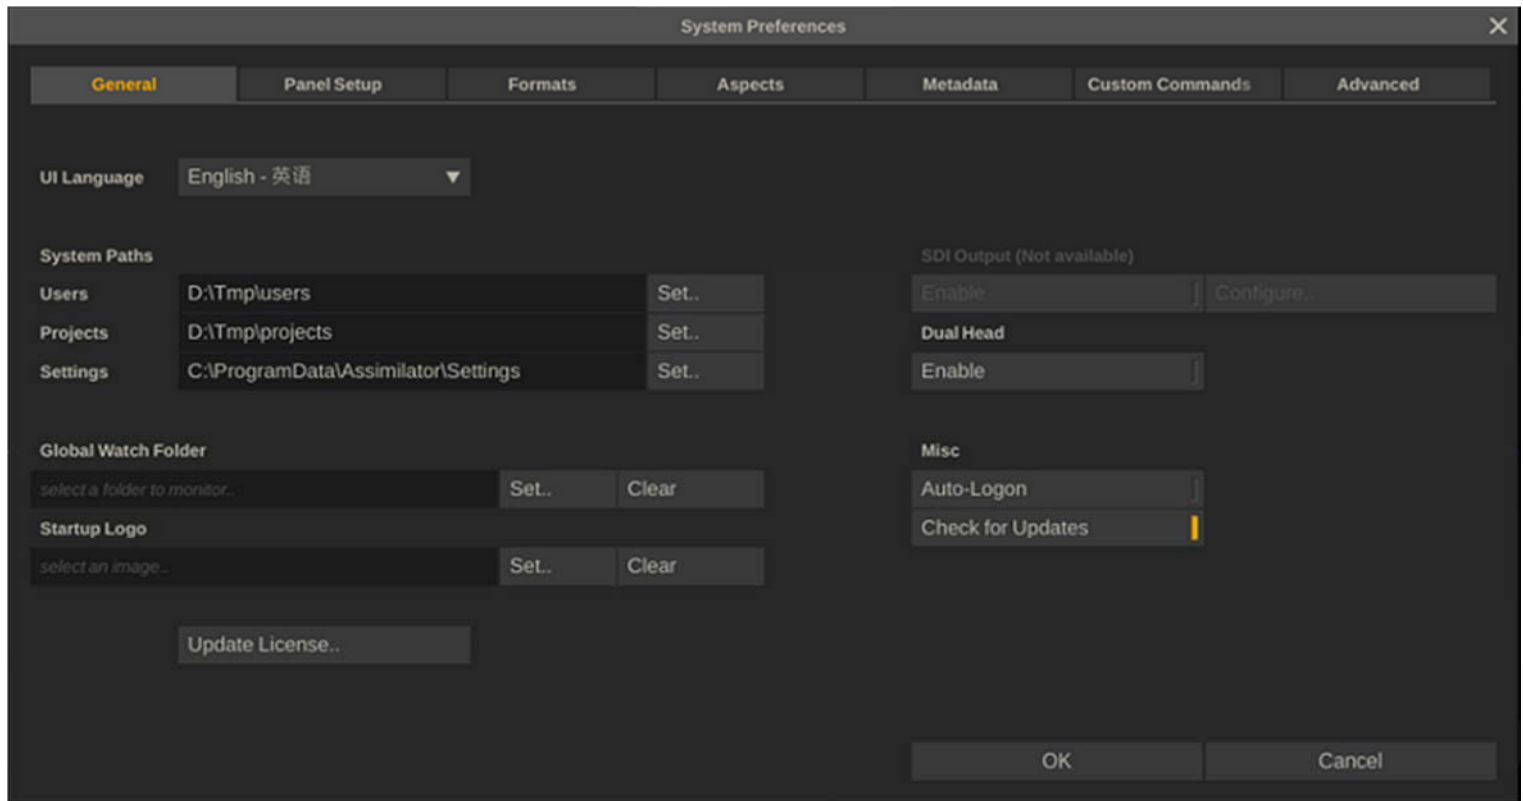 System Preferences
General Panel Setup Formats Aspects Metadata Custom Commands Advanced
UI Language English - 英语
System Paths
Users D:\Tmp\users Set..
Projects D:\Tmp\projects Set..
Settings C:\ProgramData\Assimilator\Settings Set..
Global Watch Folder
select a folder to monitor.. Set.. Clear
Startup Logo
select an image.. Set.. Clear
Update License..
SDI Output (Not available)
Enable Configure..
Dual Head
Enable
Misc
Auto-Logon
Check for Updates
OK Cancel